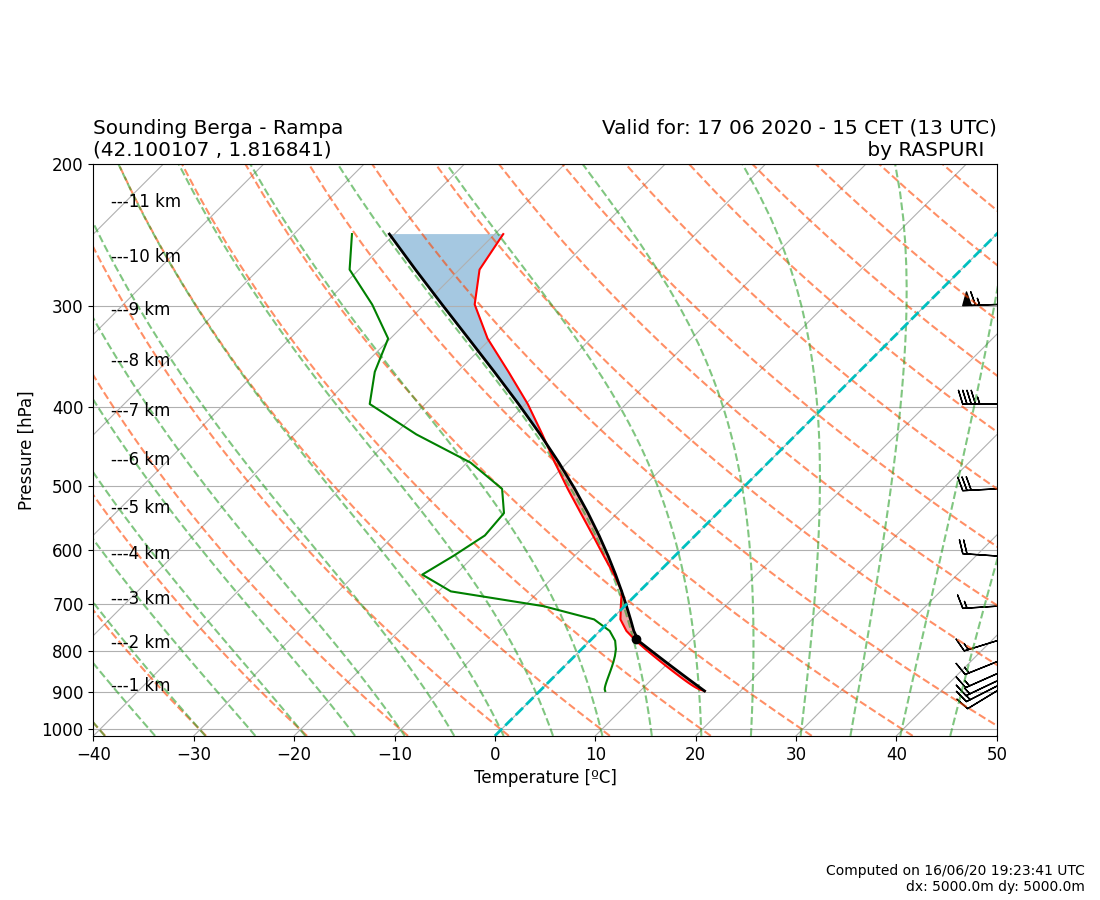 Sounding Berga - Rampa
(42.100107 , 1.816841)
Valid for: 17 06 2020 - 15 CET (13 UTC)
by RASPURI
200
300
400
500
600
700
800
900
1000
Pressure [hPa]
---11 km
---10 km
---9 km
---8 km
---7 km
---6 km
---5 km
---4 km
---3 km
---2 km
---1 km
−40 −30 −20 −10 0 10 20 30 40 50
Temperature [ºC]
Computed on 16/06/20 19:23:41 UTC
dx: 5000.0m dy: 5000.0m